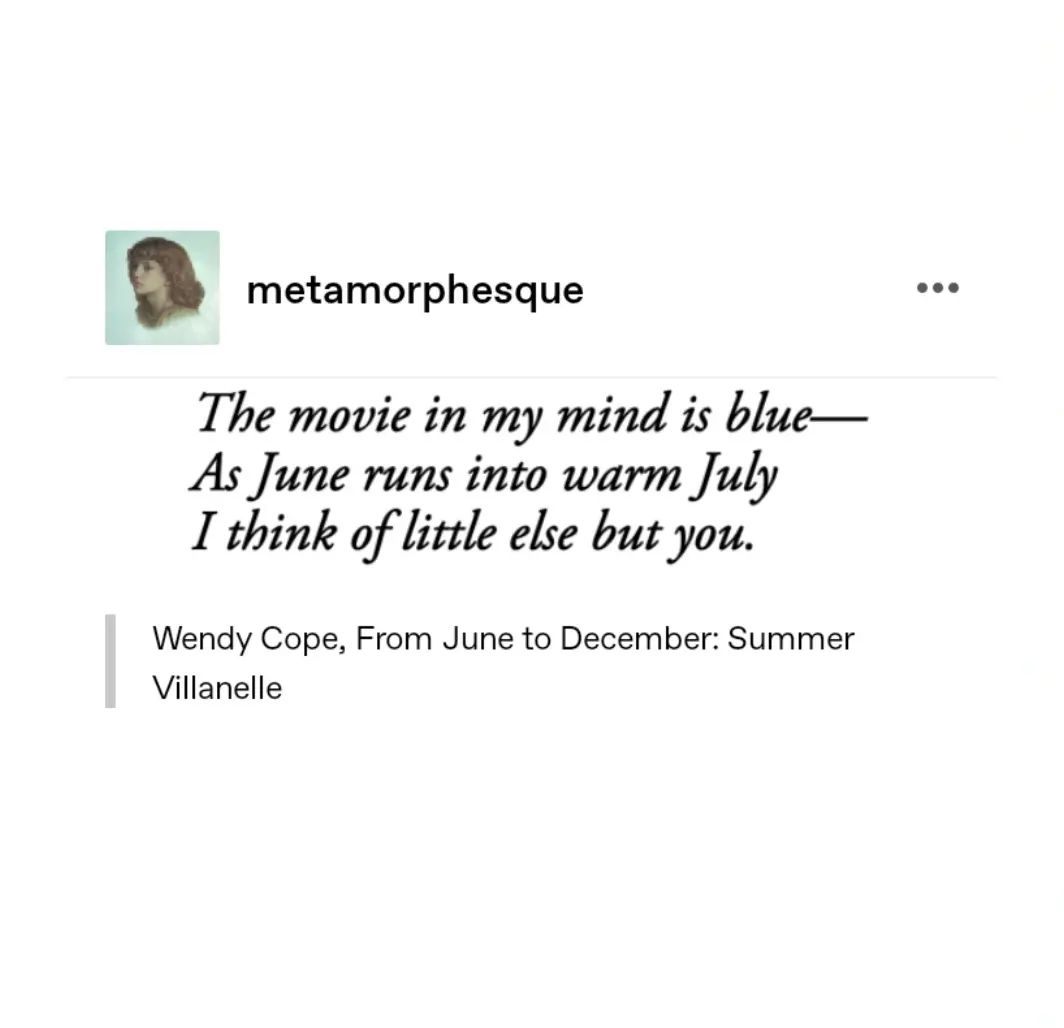 metamorphesque
The movie in my mind is blue—
As June runs into warm July
I think of little else but you.
Wendy Cope, From June to December: Summer
Villanelle